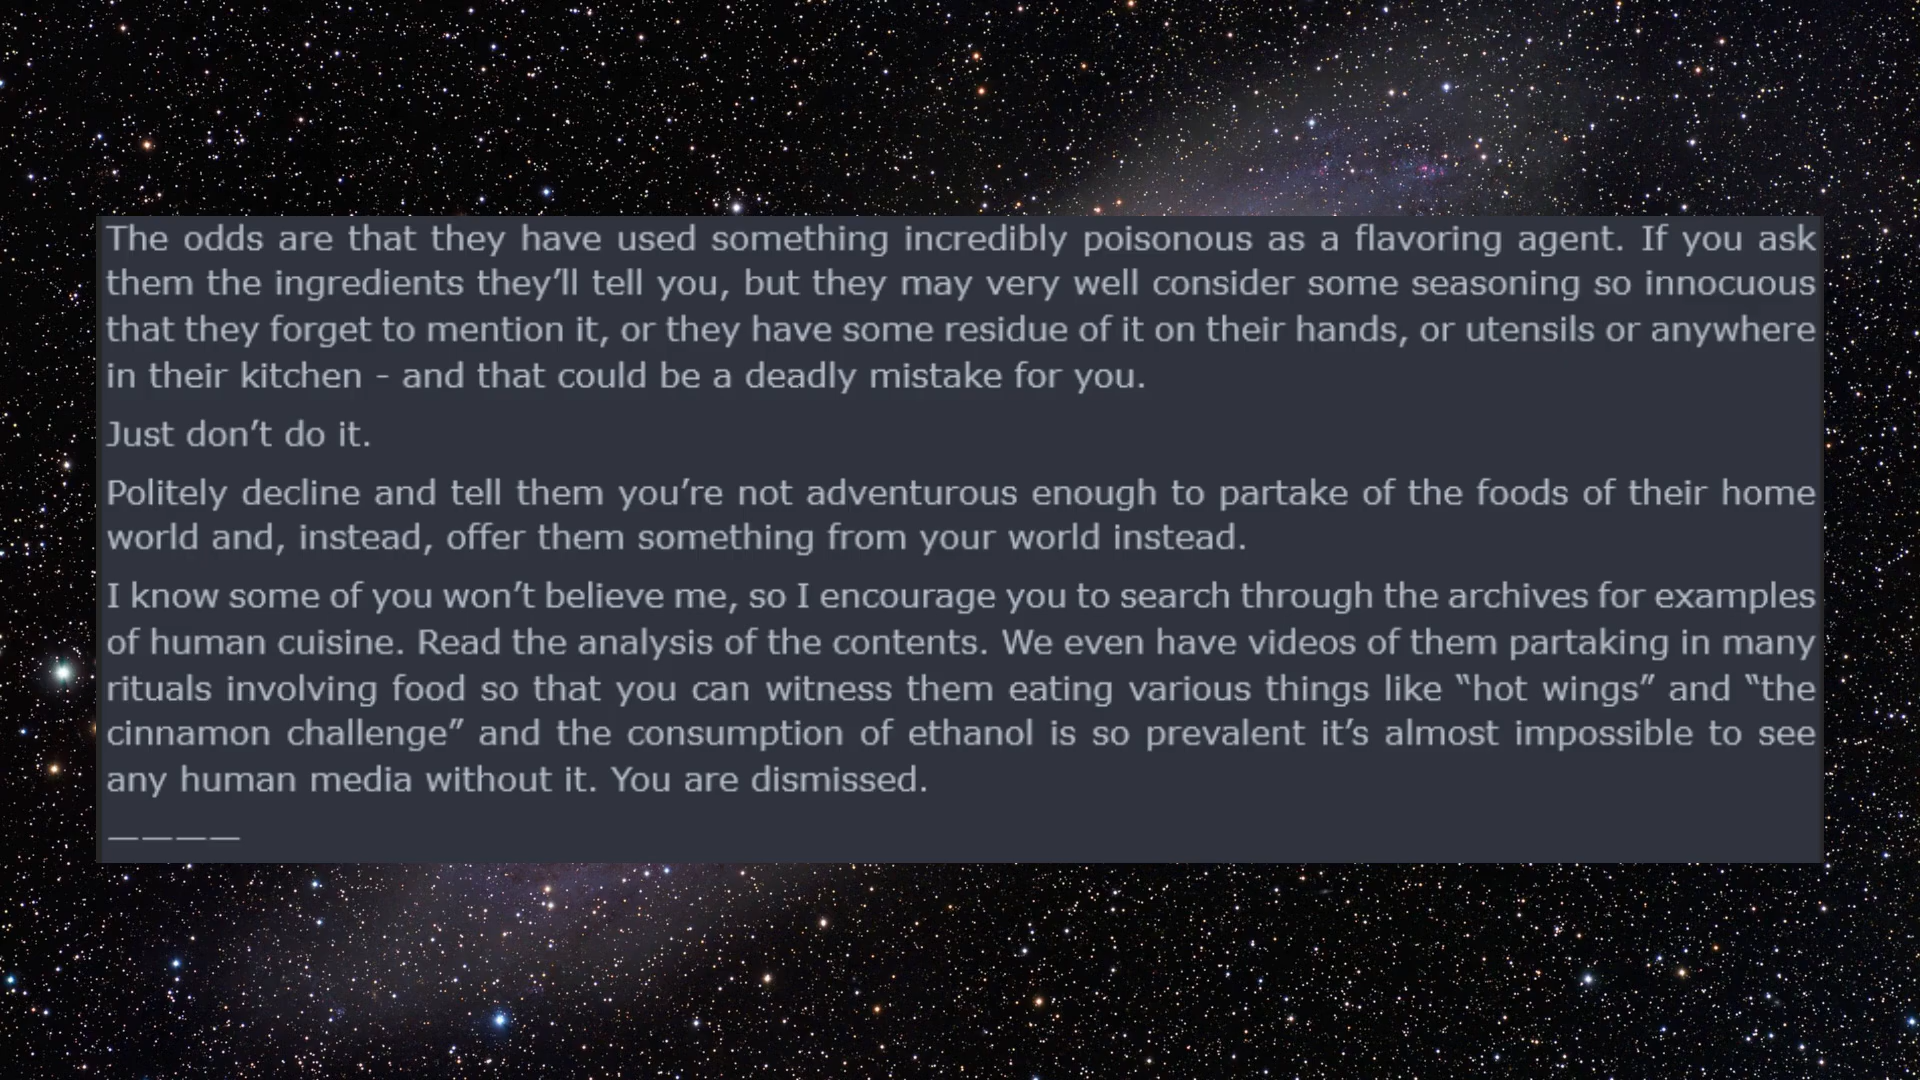 The odds are that they have used something incredibly poisonous as a flavoring agent. If you ask
them the ingredients they’ll tell you, but they may very well consider some seasoning so innocuous
that they forget to mention it, or they have some residue of it on their hands, or utensils or anywhere
in their kitchen - and that could be a deadly mistake for you.
Just don’t do it.
Politely decline and tell them you’re not adventurous enough to partake of the foods of their home
world and, instead, offer them something from your world instead.
I know some of you won’t believe me, so I encourage you to search through the archives for examples
of human cuisine. Read the analysis of the contents. We even have videos of them partaking in many
rituals involving food so that you can witness them eating various things like “hot wings” and “the
cinnamon challenge” and the consumption of ethanol is so prevalent it’s almost impossible to see
any human media without it. You are dismissed.
————